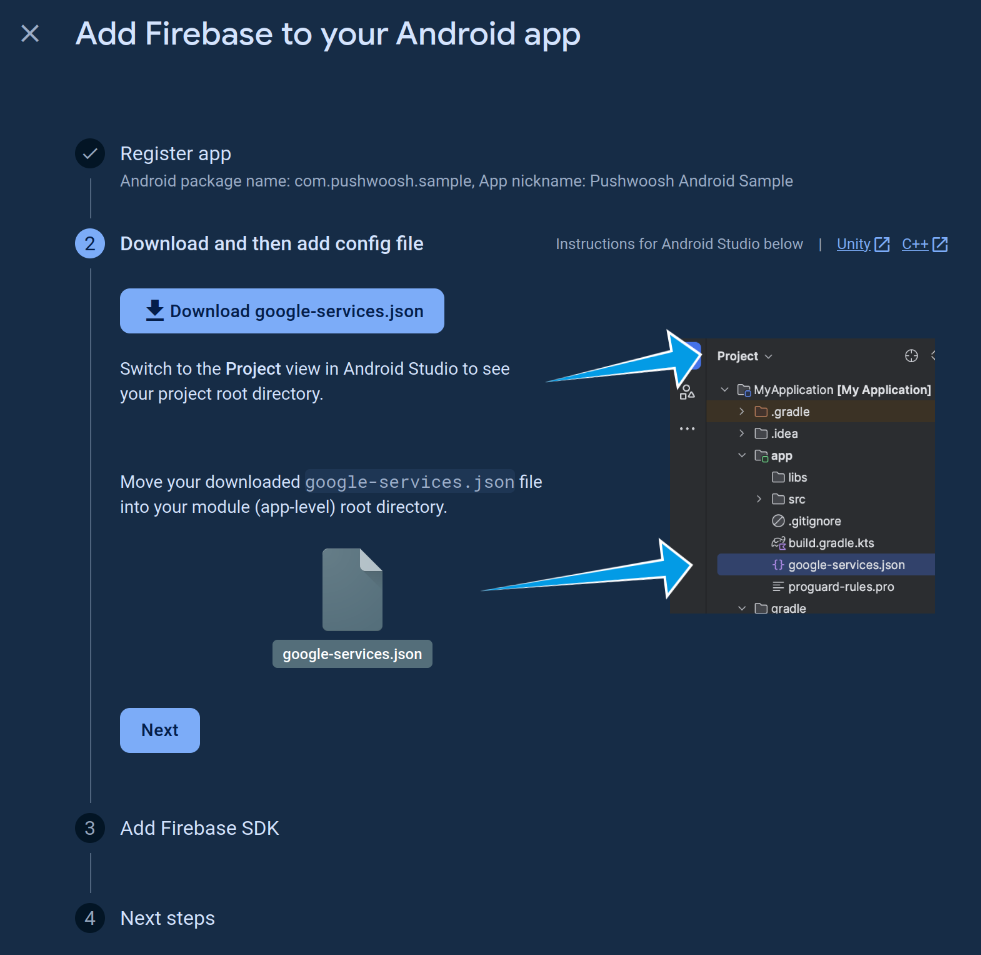 Add Firebase to your Android app
Register app
Android package name: com.pushwoosh.sample, App nickname: Pushwoosh Android Sample
2 Download and then add config file
Instructions for Android Studio below | Unity C++
Download google-services.json
Switch to the Project view in Android Studio to see
your project root directory.
Move your downloaded google-services.json file
into your module (app-level) root directory.
google-services.json
Project
MyApplication [My Application]
.gradle
.idea
app
libs
src
.gitignore
build.gradle.kts
{} google-services.json
proguard-rules.pro
gradle
Next
3 Add Firebase SDK
4 Next steps